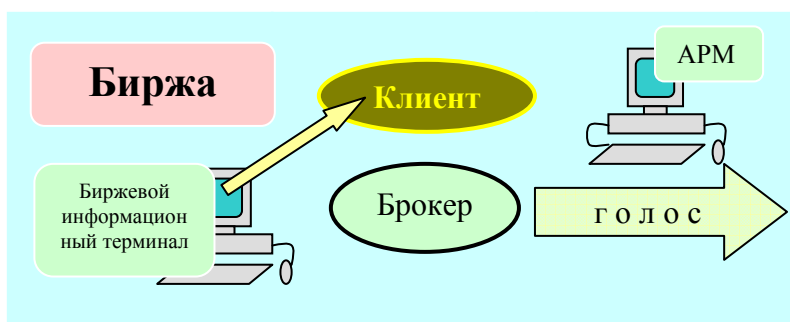 Биржа
Клиент
АРМ
Биржевой
информацион
ный терминал
Брокер
г о л о с